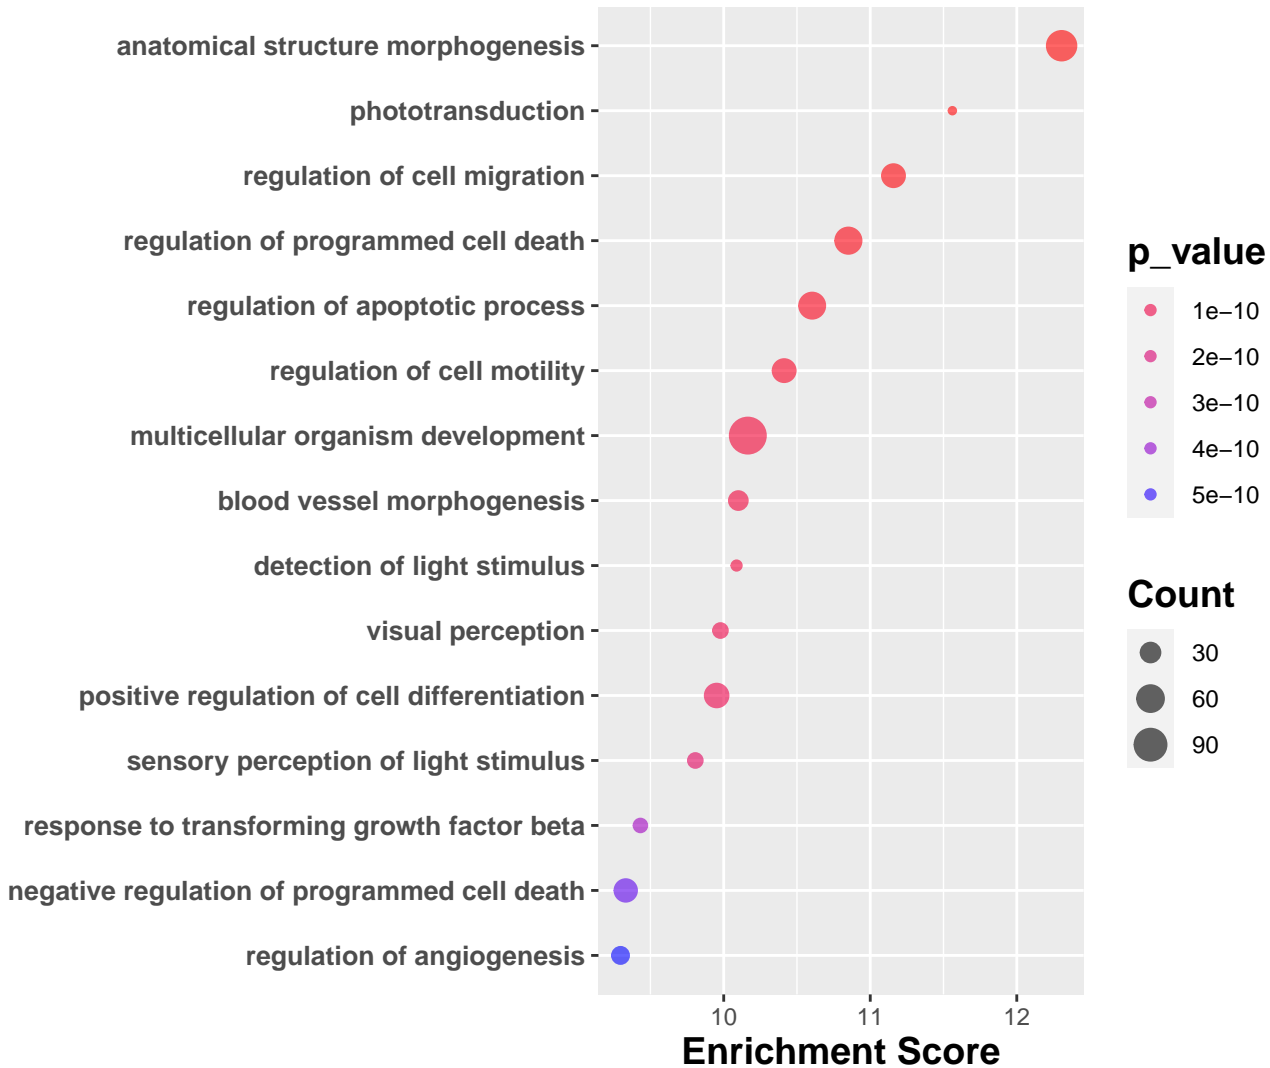 anatomical structure morphogenesis
phototransduction
regulation of cell migration
regulation of programmed cell death
regulation of apoptotic process
regulation of cell motility
multicellular organism development
blood vessel morphogenesis
detection of light stimulus
visual perception
positive regulation of cell differentiation
sensory perception of light stimulus
response to transforming growth factor beta
negative regulation of programmed cell death
regulation of angiogenesis
10 11 12
Enrichment Score
p_value
1e−10
2e−10
3e−10
4e−10
5e−10
Count
30
60
90